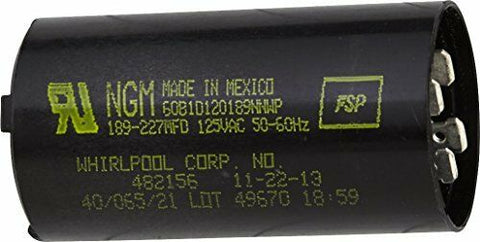 NGM MADE IN MEXICO
60B1D120189NHWP
189-227MFD 125VAC 50-60Hz
FSP
WHIRLPOOL CORP. NO.
482156 11-22-13
40/065/21 LOT 49670 18:59